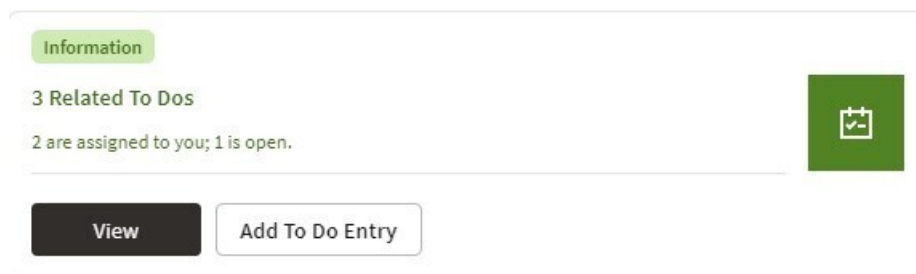 Information
3 Related To Dos
2 are assigned to you; 1 is open.
View
Add To Do Entry